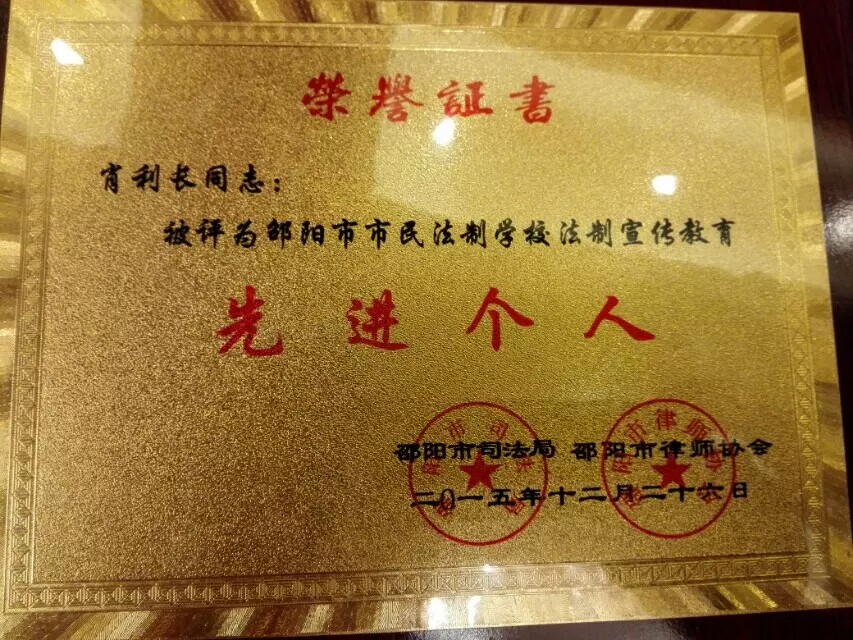 榮譽証書
肖利长同志：
被评为邵阳市市民法制学校法制宣传教育
先进个人
邵阳市司法局 邵阳市律师协会
二0一五年十二月二十六日